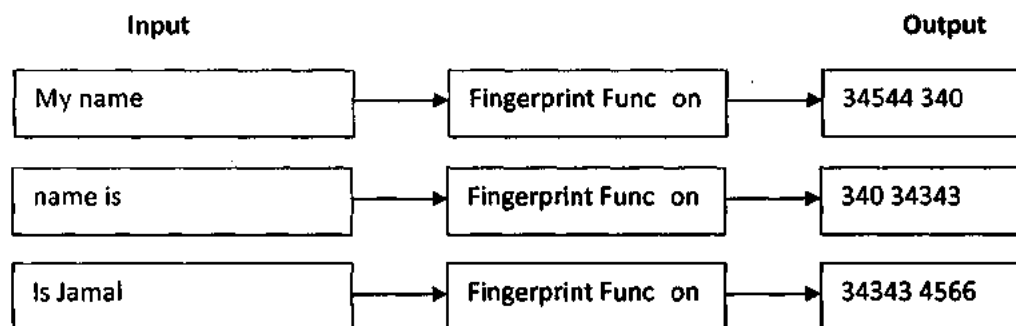 Input Output
My name Fingerprint Func on 34544 340
name is Fingerprint Func on 340 34343
Is Jamal Fingerprint Func on 34343 4566